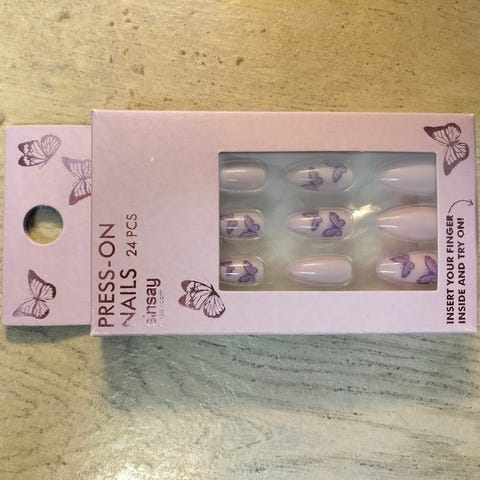 PRESS-ON
NAILS 24 PCS
sinsay
INSERT YOUR FINGER
INSIDE AND TRY ON!